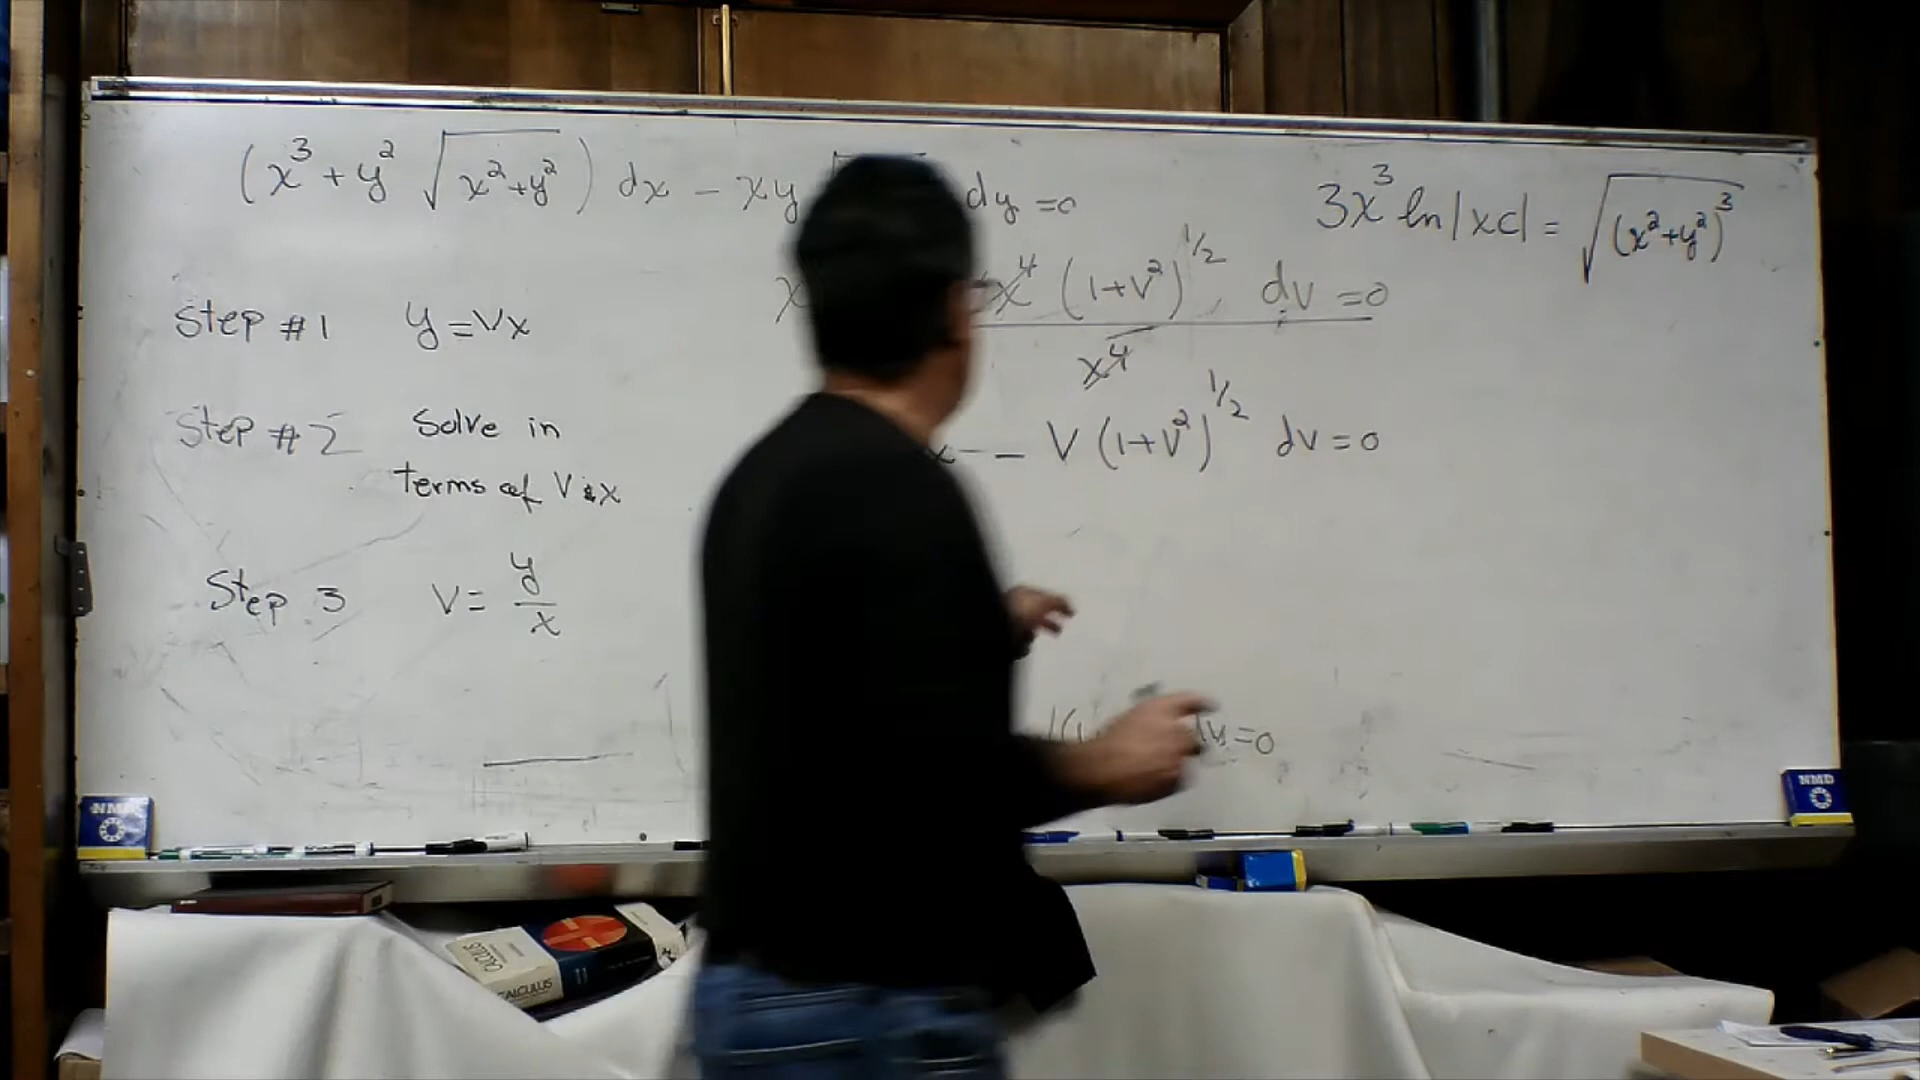 (x³ + y² √x²+y² ) dx − xy dy =0
3x³ ln|xc| = √(x²+y²)³
x⁴ (1+V²)^1/2 dv =0
x⁴
Step #1 y=Vx
Step #2 Solve in
terms of V & x
x − V (1+V²)^1/2 dv =0
Step 3 V= y/x
=0
NMD
NMD
CALCULUS
CALCULUS